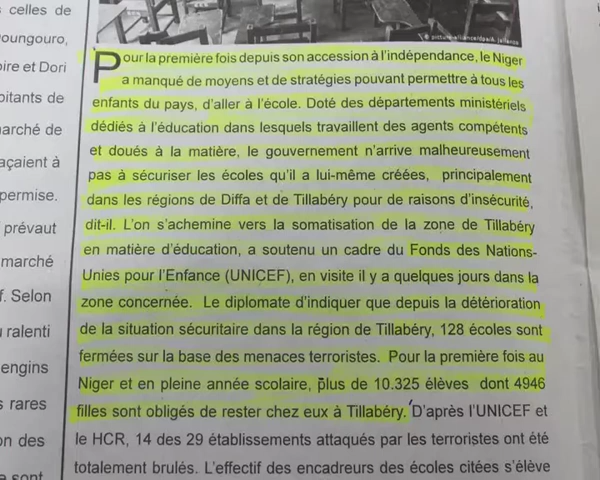 s celles de
oungouro,
oire et Dori
bitants de
marché de
açaient à
permise.
prévaut
marché
f. Selon
u ralenti
engins
s rares
on des
sont
© picture-alliance/dpa/
Pour la première fois depuis son accession à l'indépendance, le Niger
a manqué de moyens et de stratégies pouvant permettre à tous les
enfants du pays, d'aller à l'école. Doté des départements ministériels
dédiés à l'éducation dans lesquels travaillent des agents compétents
et doués à la matière, le gouvernement n'arrive malheureusement
pas à sécuriser les écoles qu'il a lui-même créées, principalement
dans les régions de Diffa et de Tillabéry pour de raisons d'insécurité,
dit-il. L'on s'achemine vers la somatisation de la zone de Tillabéry
en matière d'éducation, a soutenu un cadre du Fonds des Nations-
Unies pour l'Enfance (UNICEF), en visite il y a quelques jours dans la
zone concernée. Le diplomate d'indiquer que depuis la détérioration
de la situation sécuritaire dans la région de Tillabéry, 128 écoles sont
fermées sur la base des menaces terroristes. Pour la première fois au
Niger et en pleine année scolaire, plus de 10.325 élèves dont 4946
filles sont obligés de rester chez eux à Tillabéry. D'après l'UNICEF et
le HCR, 14 des 29 établissements attaqués par les terroristes ont été
totalement brulés. L'effectif des encadreurs des écoles citées s'élève